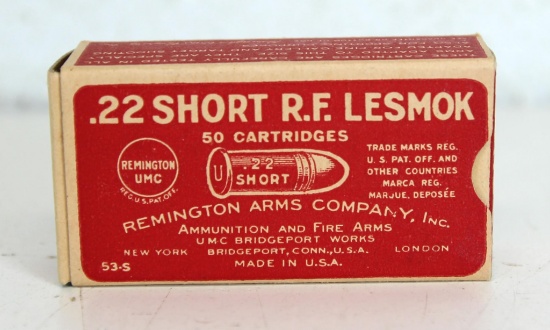 .22 SHORT R.F. LESMOK
50 CARTRIDGES
REMINGTON
UMC
REG.U.S.PAT.OFF.
U
.22
SHORT
TRADE MARKS REG.
U.S. PAT. OFF. AND
OTHER COUNTRIES
MARCA REG.
MARJUE, DEPOSÉE
REMINGTON ARMS COMPANY, INC.
AMMUNITION AND FIRE ARMS
UMC BRIDGEPORT WORKS
NEW YORK BRIDGEPORT, CONN., U.S.A. LONDON
53-S
MADE IN U.S.A.